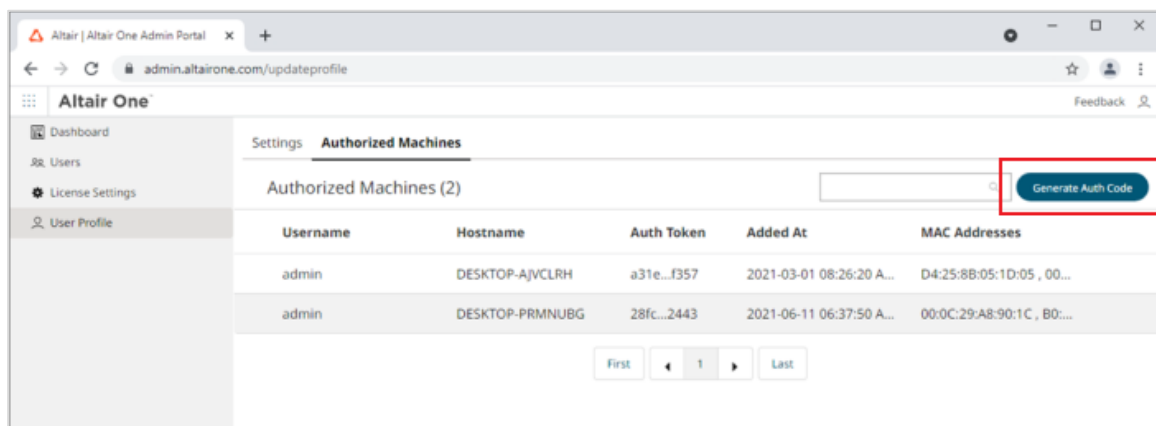 Altair | Altair One Admin Portal
admin.altairone.com/updateprofile
Altair One™
Feedback
Dashboard
Users
License Settings
User Profile
Settings Authorized Machines
Authorized Machines (2)
Generate Auth Code
Username Hostname Auth Token Added At MAC Addresses
admin DESKTOP-AJVCLRH a31e...f357 2021-03-01 08:26:20 A... D4:25:8B:05:1D:05 , 00...
admin DESKTOP-PRMNUBG 28fc...2443 2021-06-11 06:37:50 A... 00:0C:29:A8:90:1C , B0:...
First 1 Last